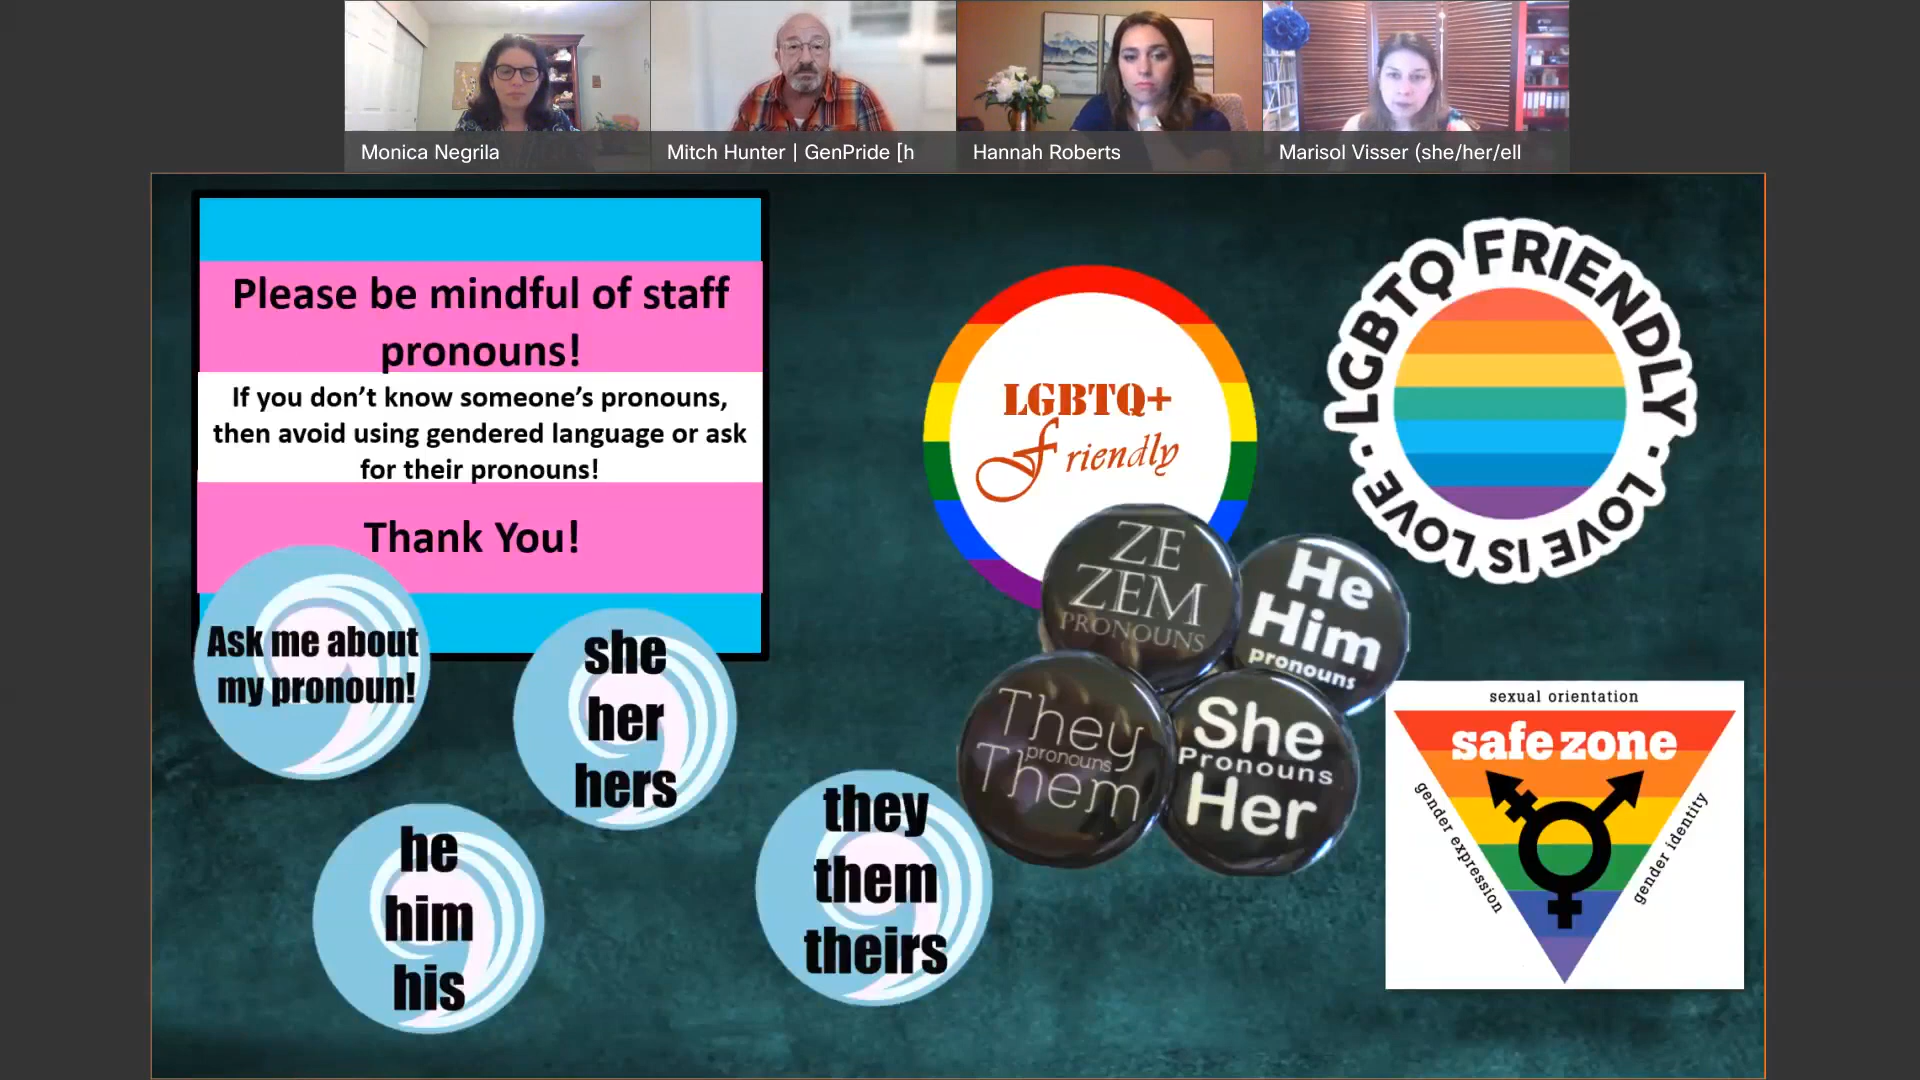 Monica Negrila
Mitch Hunter | GenPride [h
Hannah Roberts
Marisol Visser (she/her/ell
Please be mindful of staff
pronouns!
If you don’t know someone’s pronouns,
then avoid using gendered language or ask
for their pronouns!
Thank You!
Ask me about
my pronoun!
she
her
hers
he
him
his
they
them
theirs
LGBTQ+
Friendly
LGBTQ FRIENDLY · LOVE IS LOVE ·
ZE
ZEM
PRONOUNS
He
Him
pronouns
They
pronouns
Them
She
Pronouns
Her
sexual orientation
safe zone
gender expression
gender identity